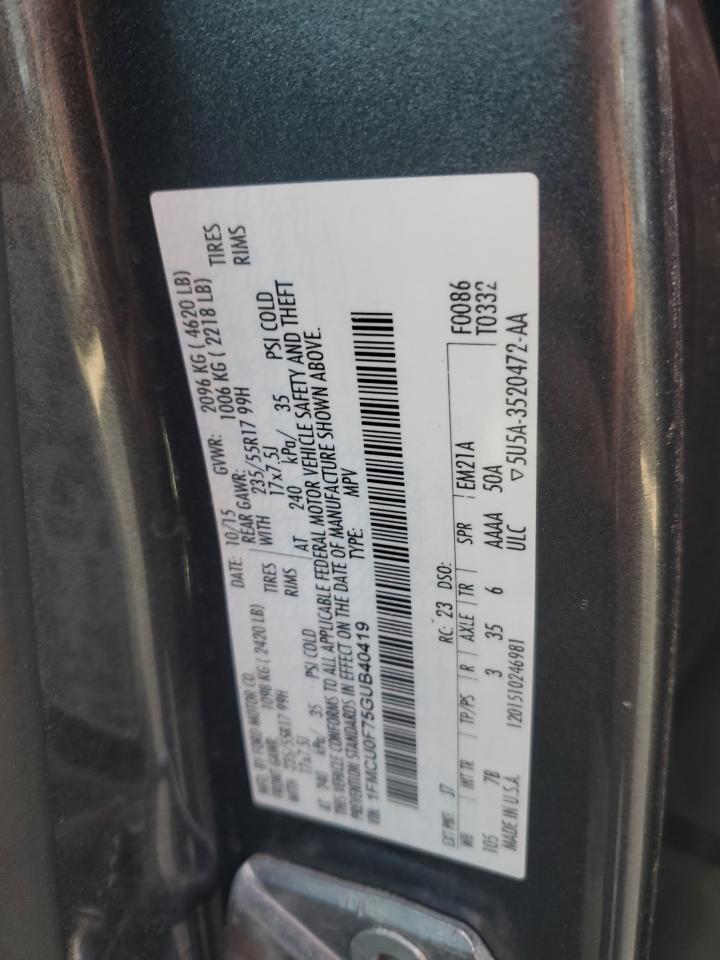 MFD. BY FORD MOTOR CO.
DATE: 10/15 GVWR: 2096 KG ( 4620 LB)
FRONT GAWR: 1098 KG ( 2420 LB) REAR GAWR: 1006 KG ( 2218 LB)
WITH 235/55R17 99H TIRES WITH 235/55R17 99H TIRES
17x7.5J RIMS 17x7.5J RIMS
AT 240 kPa/ 35 PSI COLD AT 240 kPa/ 35 PSI COLD
THIS VEHICLE CONFORMS TO ALL APPLICABLE FEDERAL MOTOR VEHICLE SAFETY AND THEFT
PREVENTION STANDARDS IN EFFECT ON THE DATE OF MANUFACTURE SHOWN ABOVE.
VIN: 1FMCU0F75GUB40419 TYPE: MPV
F0086
T0332
EXT PNT: J7 RC: 23 DSO:
WB INT TR TP/PS R AXLE TR SPR EM21A
105 7B 3 35 6 AAAA 50A
MADE IN U.S.A. 1201510246981 ULC ▽5U5A-3520472-AA